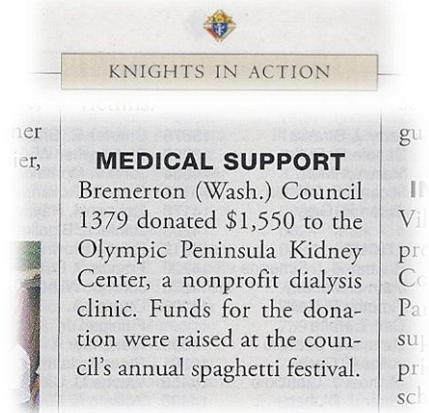 KNIGHTS IN ACTION
MEDICAL SUPPORT
Bremerton (Wash.) Council
1379 donated $1,550 to the
Olympic Peninsula Kidney
Center, a nonprofit dialysis
clinic. Funds for the dona-
tion were raised at the coun-
cil's annual spaghetti festival.